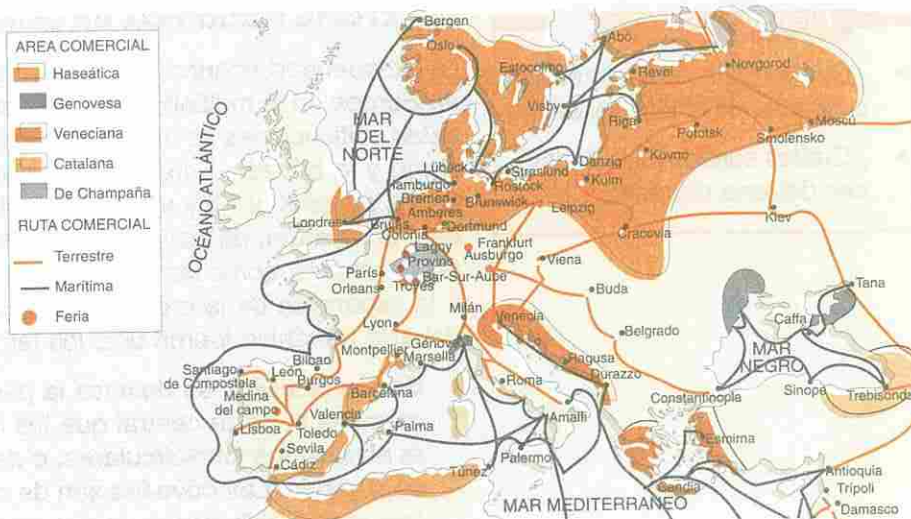 AREA COMERCIAL
Haseática
Genovesa
Veneciana
Catalana
De Champaña
RUTA COMERCIAL
Terrestre
Marítima
Feria
OCÉANO ATLÁNTICO
MAR
DEL
NORTE
Bergen
Oslo
Estocolmo
Abo
Reval
Novgorod
Visby
Riga
Polotsk
Smolensko
Moscú
Kovno
Danzig
Kulm
Straslund
Lübeck
Rostock
Tamburgo
Bremen
Brunswick
Amberes
Londres
Brujas
Dortmund
Colonia
Leipzig
Cracovia
Kiev
Lagny
Provins
Bar-Sur-Aube
Troyes
Frankfurt
Ausburgo
Viena
París
Orleans
Buda
Tana
Lyon
Milán
Venecia
Belgrado
Caffa
MAR
NEGRO
Génova
Montpellier
Marsella
Ragusa
Durazzo
Bilbao
Santiago
de Compostela
León
Burgos
Medina
del campo
Barcelona
Roma
Amalfi
Constantinopla
Sinope
Trebisonda
Lisboa
Valencia
Toledo
Palma
Sevilla
Cádiz
Túnez
Palermo
Esmirna
Candia
MAR MEDITERRANEO
Antioquía
Trípoli
Damasco